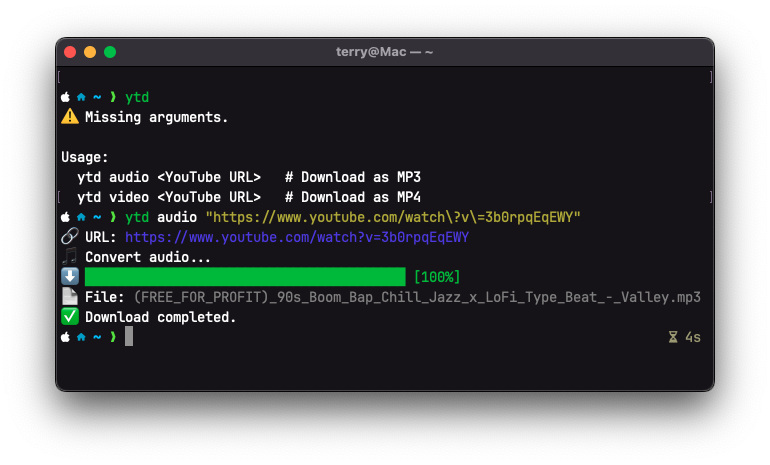 terry@Mac — ~
[ ]
~ ❱ ytd
⚠️ Missing arguments.
Usage:
ytd audio <YouTube URL> # Download as MP3
[ ytd video <YouTube URL> # Download as MP4 ]
~ ❱ ytd audio "https://www.youtube.com/watch\?v\=3b0rpqEqEWY"
🔗 URL: https://www.youtube.com/watch?v=3b0rpqEqEWY
🎵 Convert audio...
⬇️ [100%]
📄 File: (FREE_FOR_PROFIT)_90s_Boom_Bap_Chill_Jazz_x_LoFi_Type_Beat_-_Valley.mp3
✅ Download completed.
~ ❱ ⌛ 4s